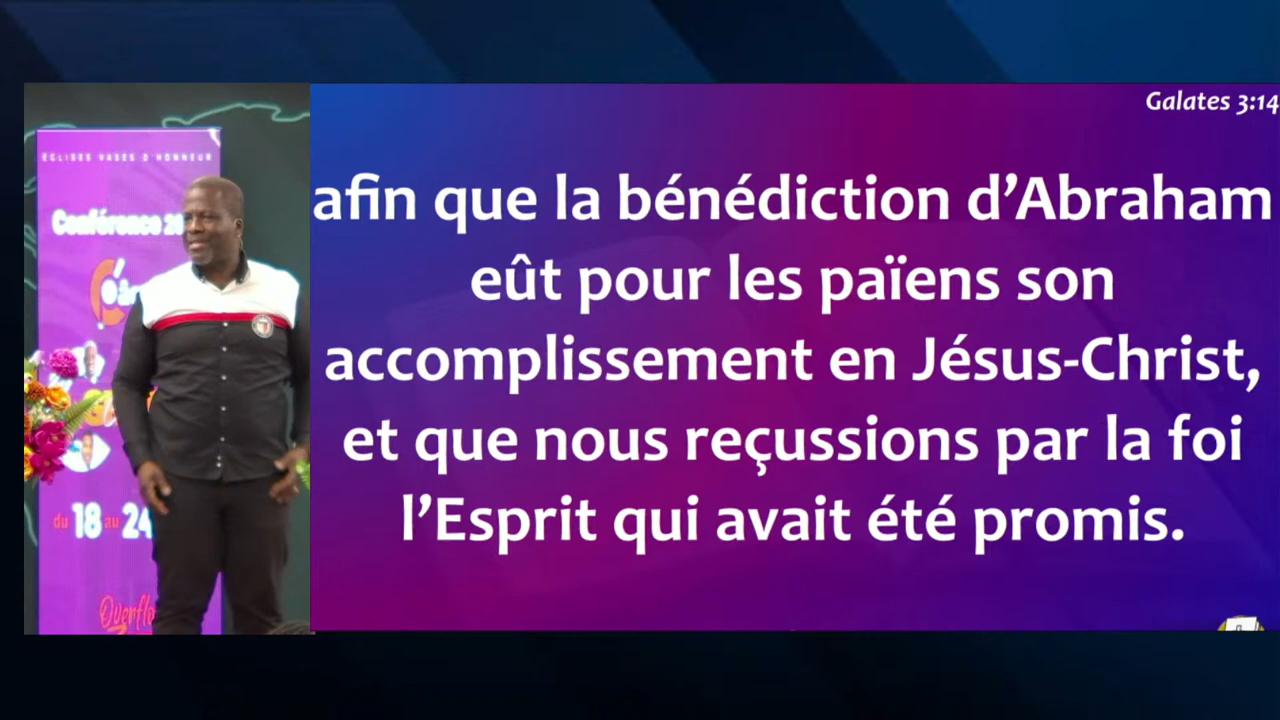 Galates 3:14
afin que la bénédiction d’Abraham
eût pour les païens son
accomplissement en Jésus-Christ,
et que nous reçussions par la foi
l’Esprit qui avait été promis.
EGLISES VASES D'HONNEUR
Conférence
du 18 au 24